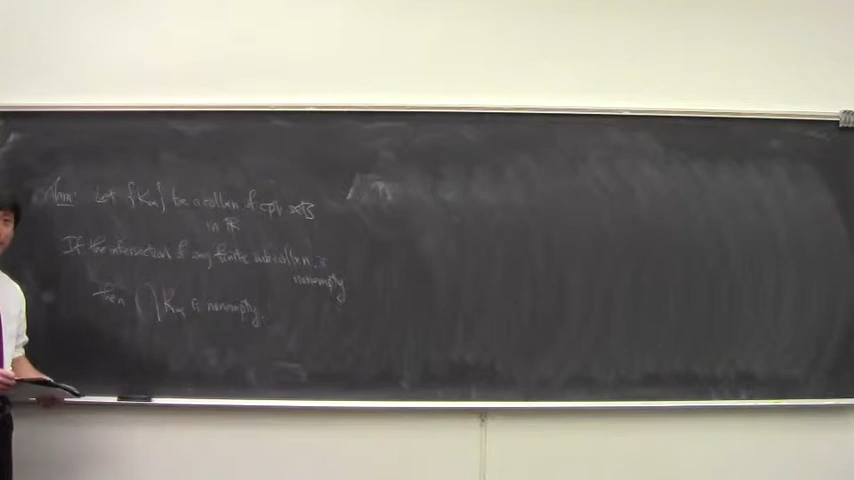 Thm: Let {Kα} be a colln of cpt sets
in ℝ
If the intersection of any finite subcolln is
nonempty
then ⋂ Kα is nonempty.